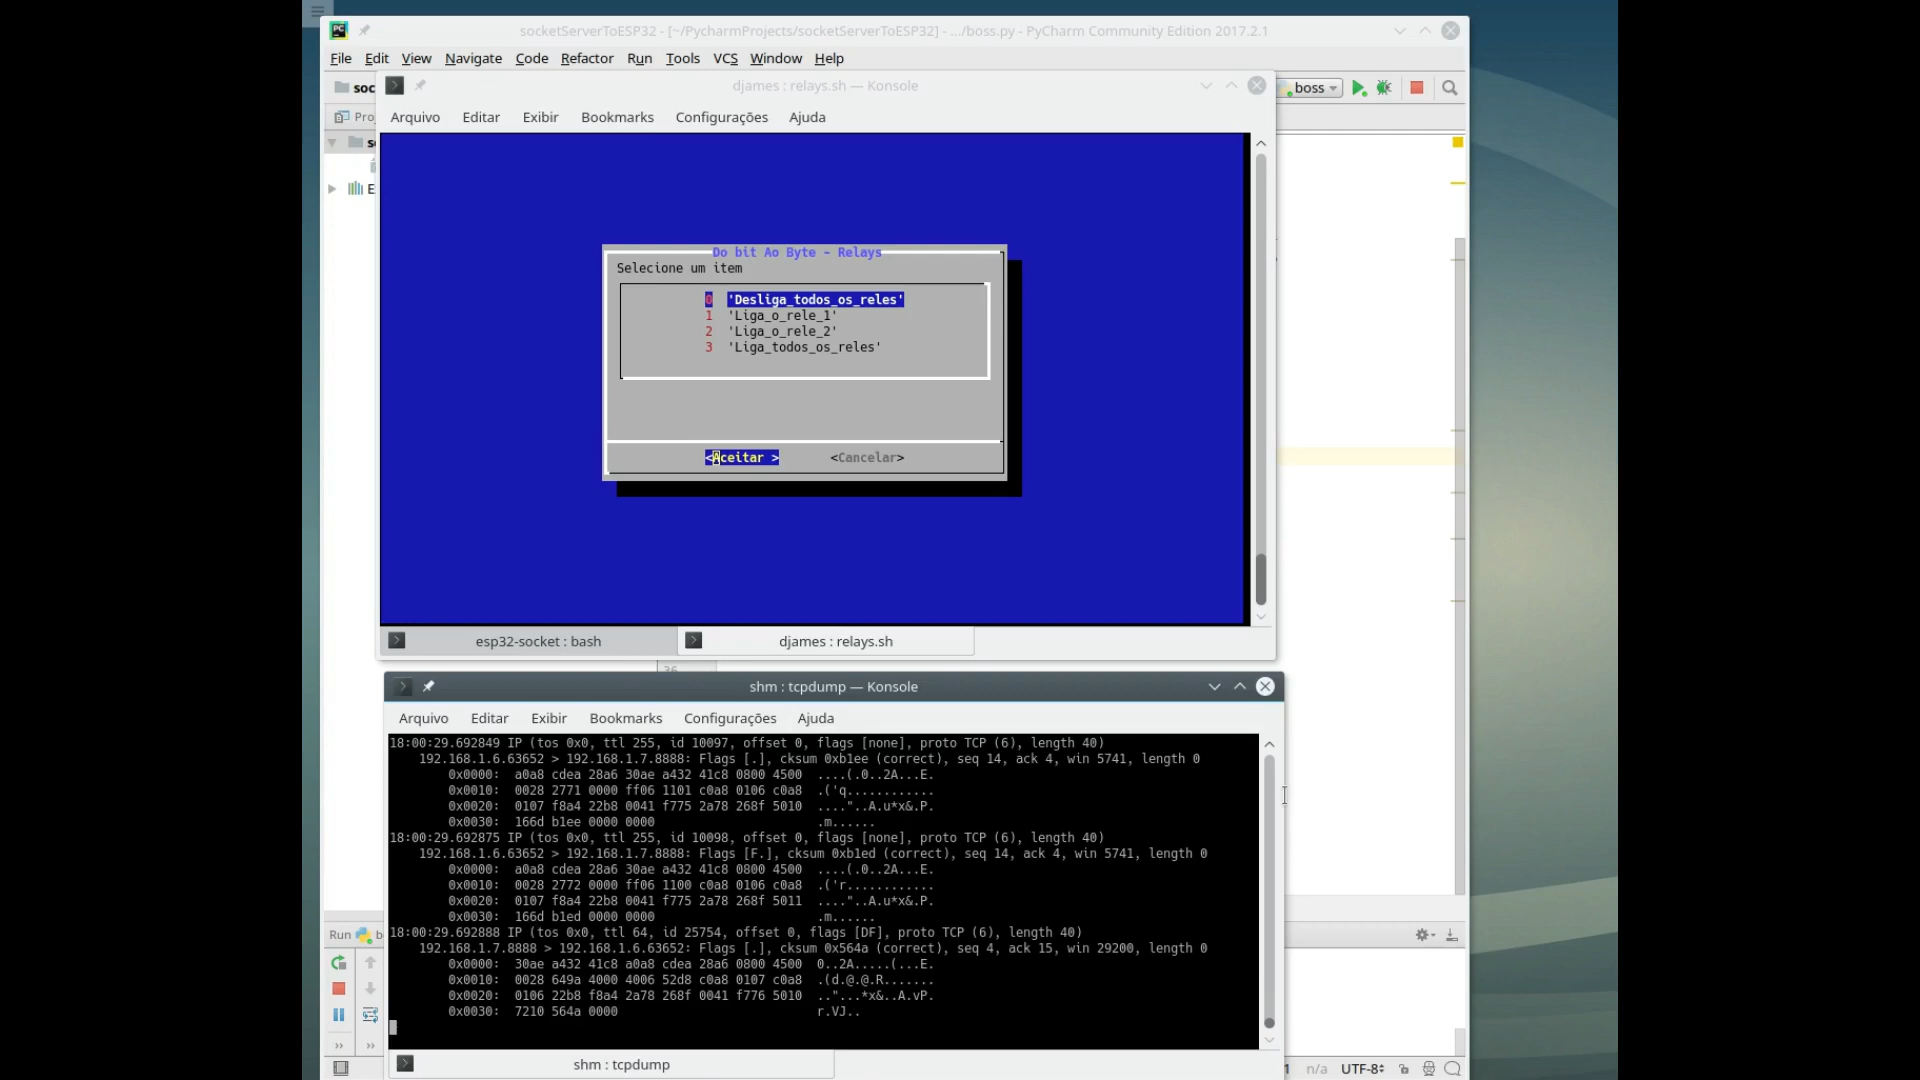 socketServerToESP32 - [~/PycharmProjects/socketServerToESP32] - .../boss.py - PyCharm Community Edition 2017.2.1
File Edit View Navigate Code Refactor Run Tools VCS Window Help
soc
boss
djames : relays.sh — Konsole
Arquivo Editar Exibir Bookmarks Configurações Ajuda
Do bit Ao Byte - Relays
Selecione um item
0 'Desliga_todos_os_reles'
1 'Liga_o_rele_1'
2 'Liga_o_rele_2'
3 'Liga_todos_os_reles'
<Aceitar > <Cancelar>
esp32-socket : bash djames : relays.sh
shm : tcpdump — Konsole
Arquivo Editar Exibir Bookmarks Configurações Ajuda
18:00:29.692849 IP (tos 0x0, ttl 255, id 10097, offset 0, flags [none], proto TCP (6), length 40)
192.168.1.6.63652 > 192.168.1.7.8888: Flags [.], cksum 0xb1ee (correct), seq 14, ack 4, win 5741, length 0
0x0000: a0a8 cdea 28a6 30ae a432 41c8 0800 4500 ....(.0..2A...E.
0x0010: 0028 2771 0000 ff06 1101 c0a8 0106 c0a8 .('q............
0x0020: 0107 f8a4 22b8 0041 f775 2a78 268f 5010 ...."..A.u*x&.P.
0x0030: 166d b1ee 0000 0000 .m......
18:00:29.692875 IP (tos 0x0, ttl 255, id 10098, offset 0, flags [none], proto TCP (6), length 40)
192.168.1.6.63652 > 192.168.1.7.8888: Flags [F.], cksum 0xb1ed (correct), seq 14, ack 4, win 5741, length 0
0x0000: a0a8 cdea 28a6 30ae a432 41c8 0800 4500 ....(.0..2A...E.
0x0010: 0028 2772 0000 ff06 1100 c0a8 0106 c0a8 .('r............
0x0020: 0107 f8a4 22b8 0041 f775 2a78 268f 5011 ...."..A.u*x&.P.
0x0030: 166d b1ed 0000 0000 .m......
18:00:29.692888 IP (tos 0x0, ttl 64, id 25754, offset 0, flags [DF], proto TCP (6), length 40)
192.168.1.7.8888 > 192.168.1.6.63652: Flags [.], cksum 0x564a (correct), seq 4, ack 15, win 29200, length 0
0x0000: 30ae a432 41c8 a0a8 cdea 28a6 0800 4500 0..2A.....(...E.
0x0010: 0028 649a 4000 4006 52d8 c0a8 0107 c0a8 .(d.@.@.R.......
0x0020: 0106 22b8 f8a4 2a78 268f 0041 f776 5010 .."...*x&..A.vP.
0x0030: 7210 564a 0000 r.VJ..
shm : tcpdump
Run b
n/a UTF-8